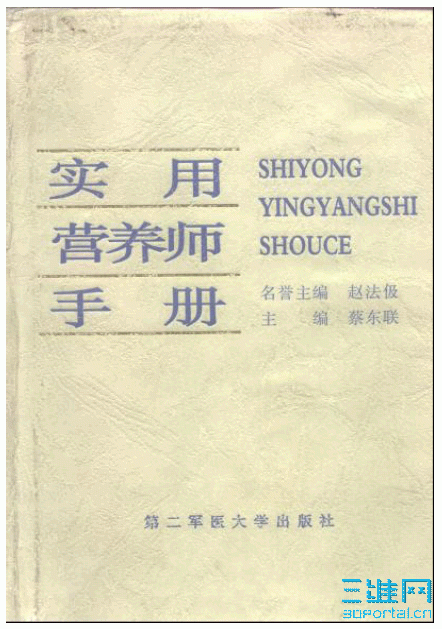 实用
SHIYONG
营养师
YINGYANGSHI
手册
SHOUCE
名誉主编 赵法伋
主编 蔡东联
第二军医大学出版社
三维网
3dportal.cn